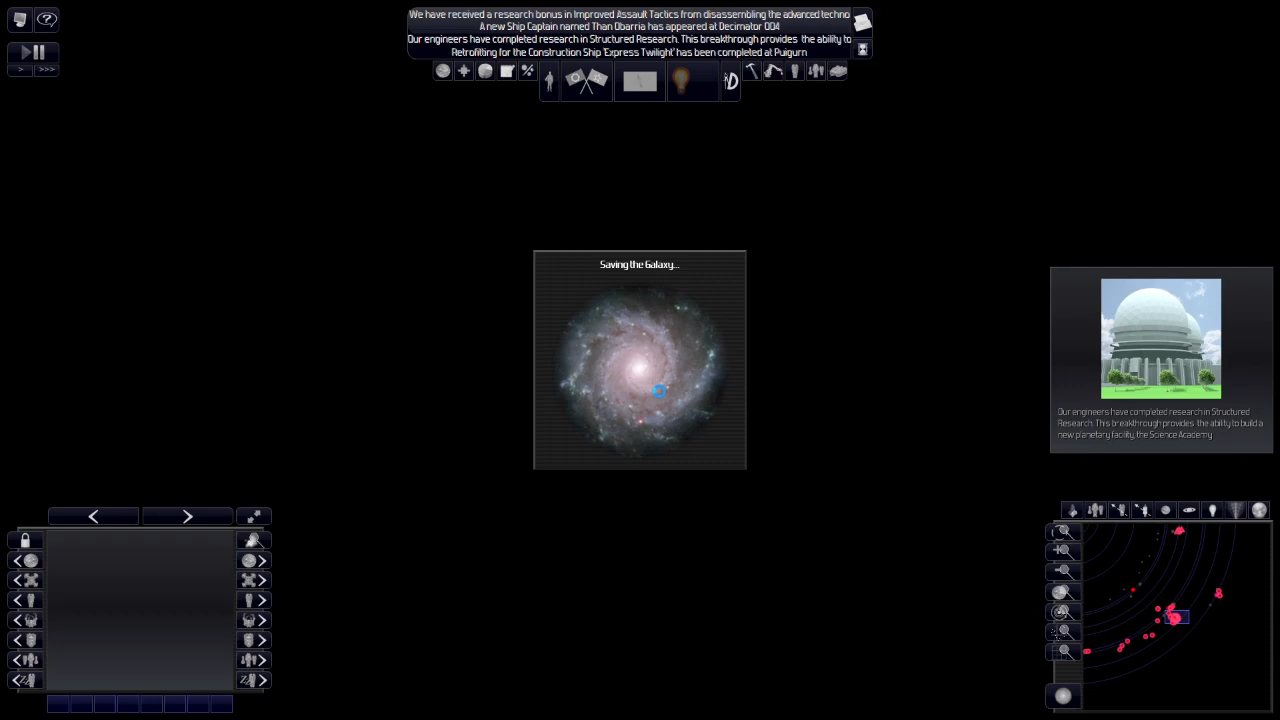 We have received a research bonus in Improved Assault Tactics from disassembling the advanced techno
A new Ship Captain named Than Obarria has appeared at Decimator 004
Our engineers have completed research in Structured Research. This breakthrough provides the ability to
Retrofitting for the Construction Ship 'Express Twilight' has been completed at Puigurn
>
>>>
Saving the Galaxy...
Our engineers have completed research in Structured
Research. This breakthrough provides the ability to build a
new planetary facility, the Science Academy